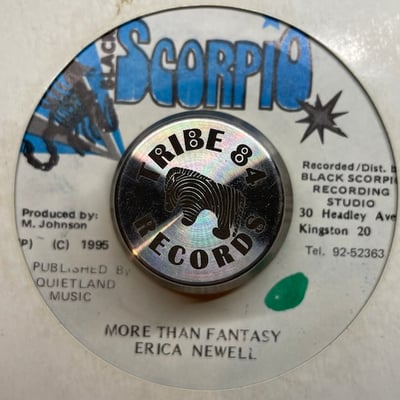 BLACK
SCORPIO
TRIBE 84
RECORDS
Produced by:
M. Johnson
(C) 1995
PUBLISHED BY
QUIETLAND
MUSIC
Recorded/Dist.
BLACK SCORPIO
RECORDING
STUDIO
30 Headley Ave
Kingston 20
Tel. 92-52363
MORE THAN FANTASY
ERICA NEWELL